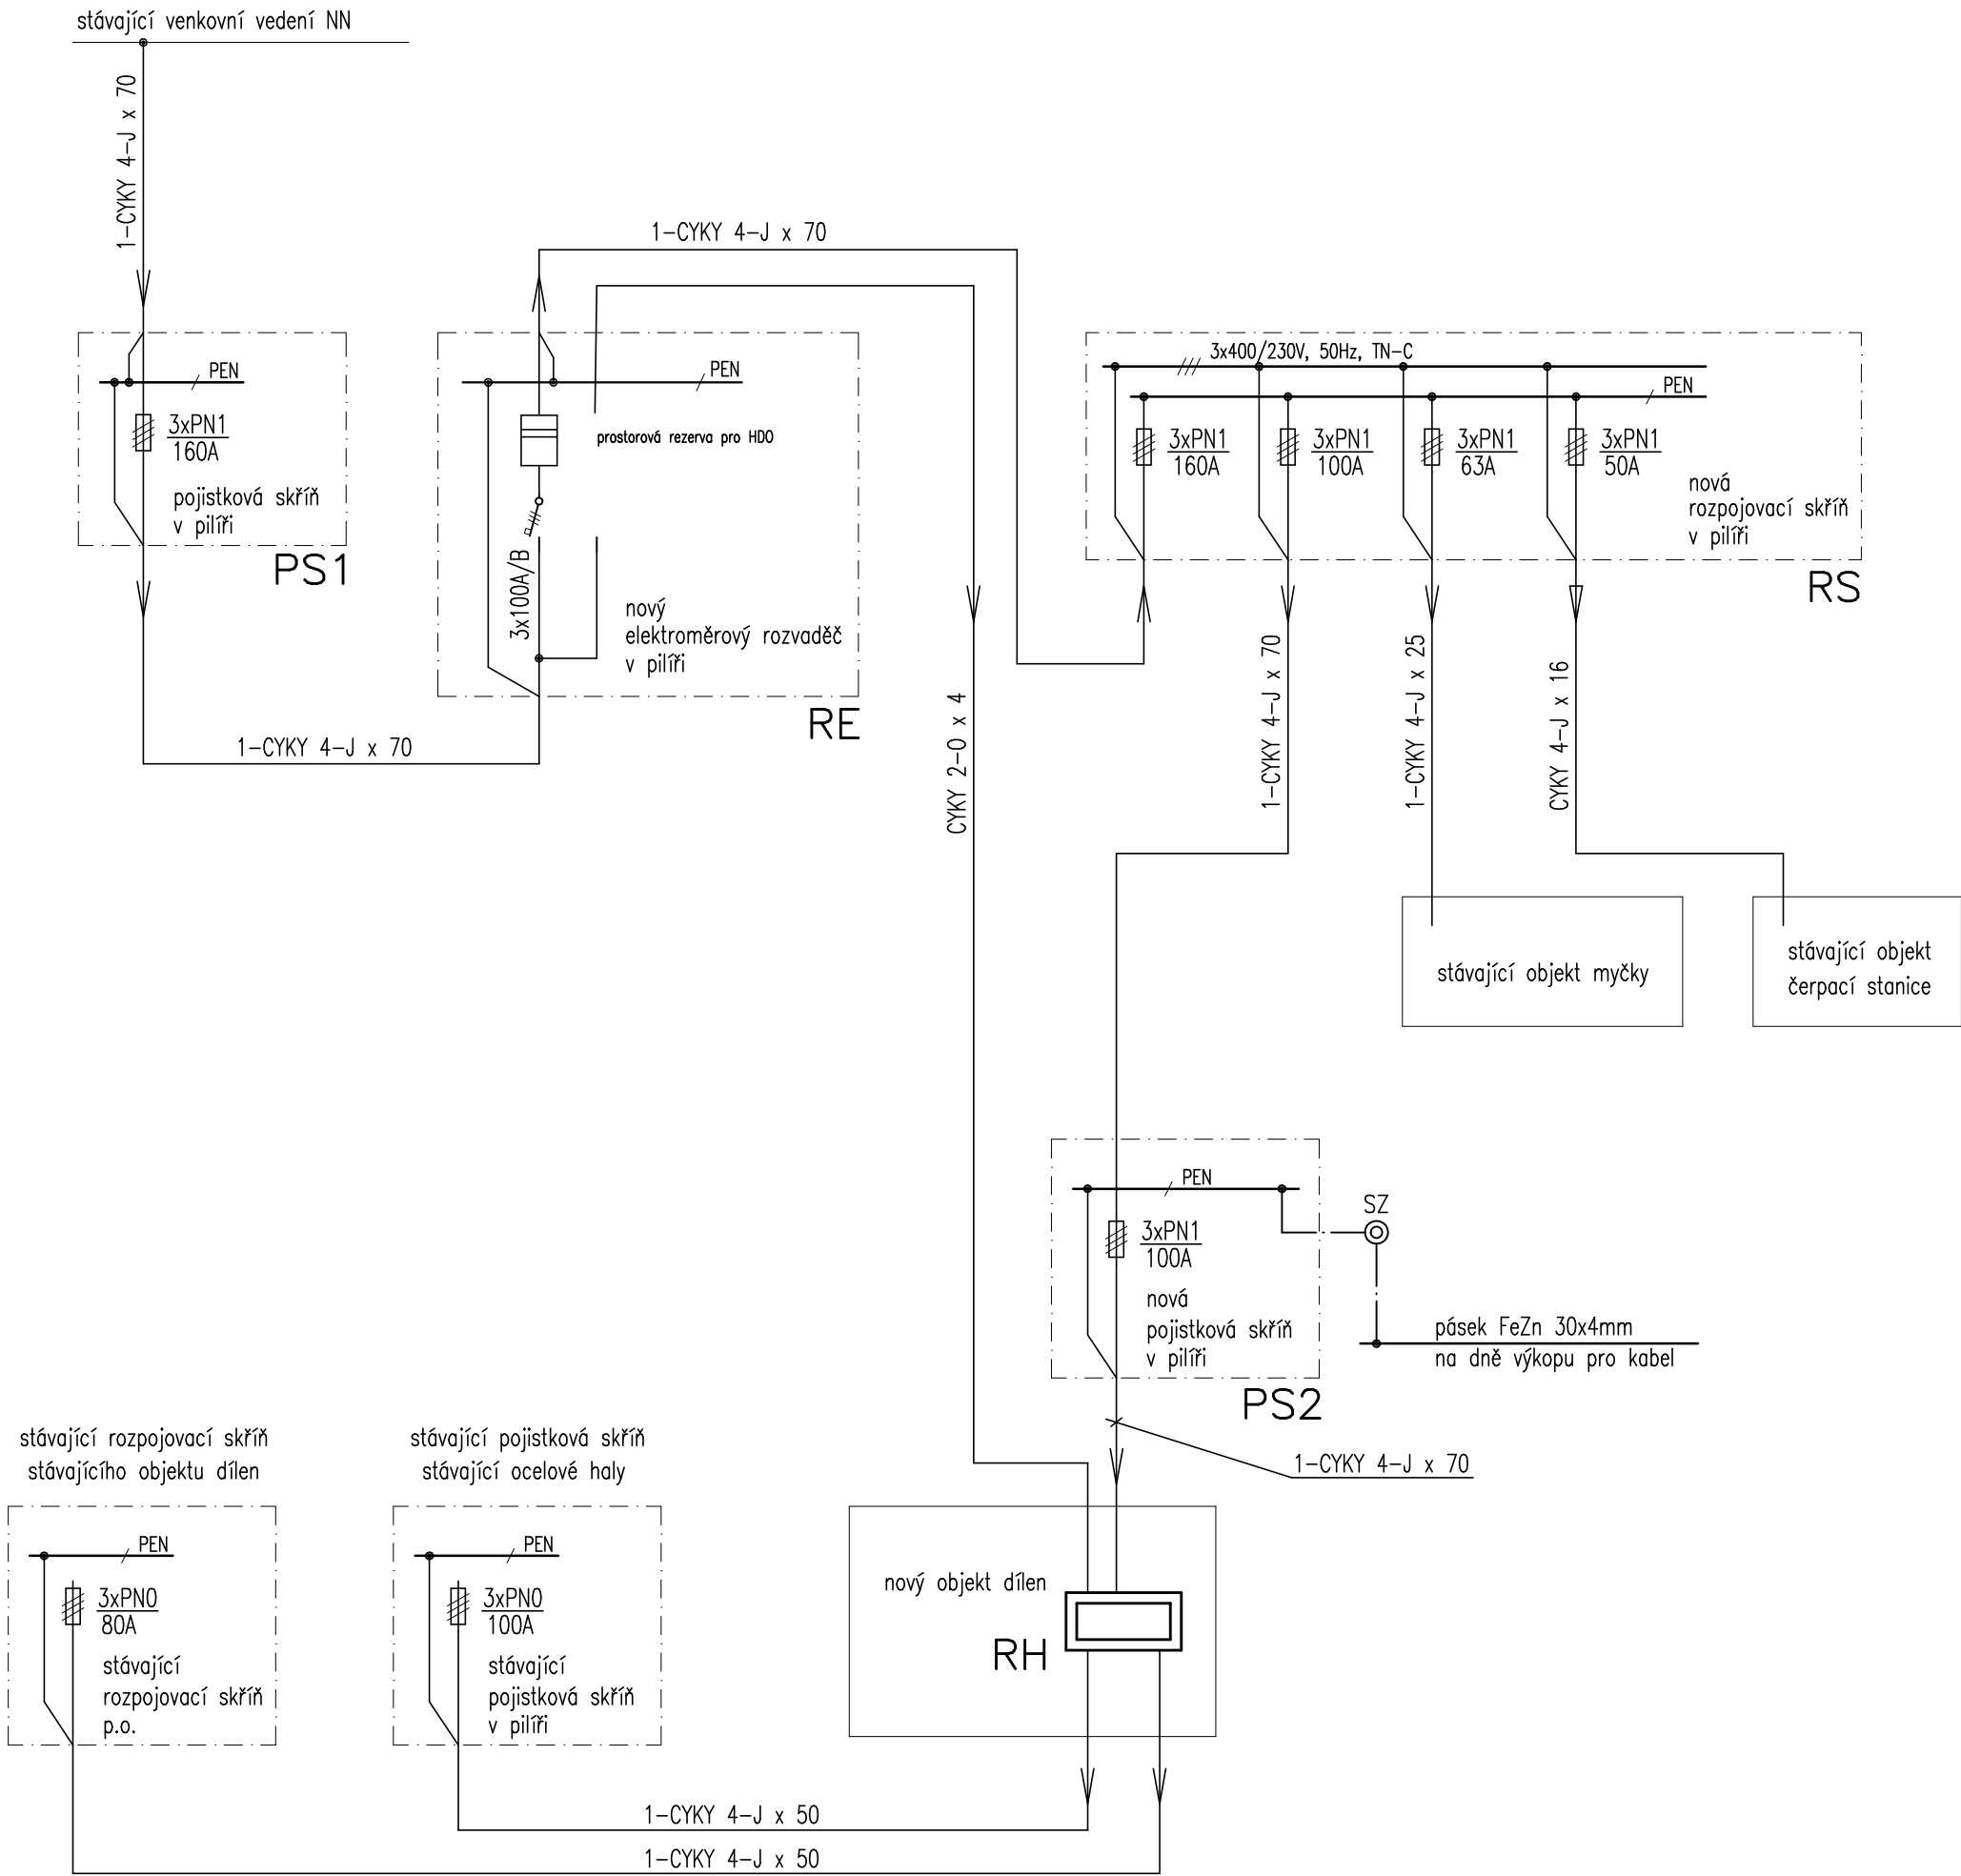 stávající venkovní vedení NN
1-CYKY 4-J x 70
PEN
3xPN1
160A
pojistková skříň
v pilíři
PS1
1-CYKY 4-J x 70
1-CYKY 4-J x 70
PEN
prostorová rezerva pro HDO
3x100A/B
nový
elektroměrový rozvaděč
v pilíři
RE
CYKY 2-O x 4
3x400/230V, 50Hz, TN-C
PEN
3xPN1
160A
3xPN1
100A
3xPN1
63A
3xPN1
50A
nová
rozpojovací skříň
v pilíři
RS
1-CYKY 4-J x 70
1-CYKY 4-J x 25
CYKY 4-J x 16
stávající objekt myčky
stávající objekt
čerpací stanice
PEN
3xPN1
100A
nová
pojistková skříň
v pilíři
PS2
SZ
pásek FeZn 30x4mm
na dně výkopu pro kabel
1-CYKY 4-J x 70
stávající rozpojovací skříň
stávajícího objektu dílen
PEN
3xPN0
80A
stávající
rozpojovací skříň
p.o.
stávající pojistková skříň
stávající ocelové haly
PEN
3xPN0
100A
stávající
pojistková skříň
v pilíři
nový objekt dílen
RH
1-CYKY 4-J x 50
1-CYKY 4-J x 50